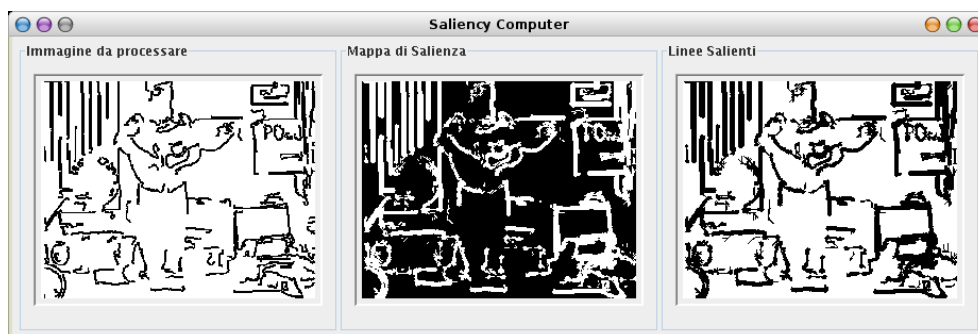 Saliency Computer
Immagine da processare
Mappa di Salienza
Linee Salienti